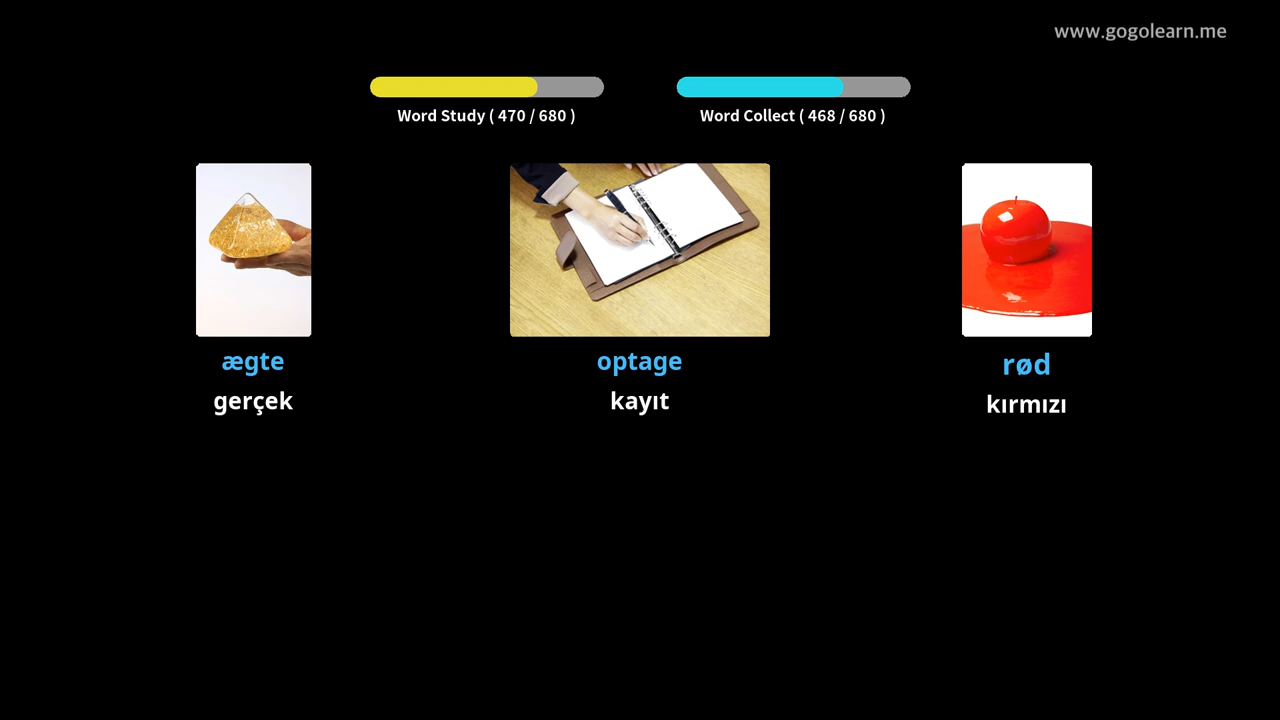 www.gogolearn.me
Word Study ( 470 / 680 )
Word Collect ( 468 / 680 )
ægte
gerçek
optage
kayıt
rød
kırmızı